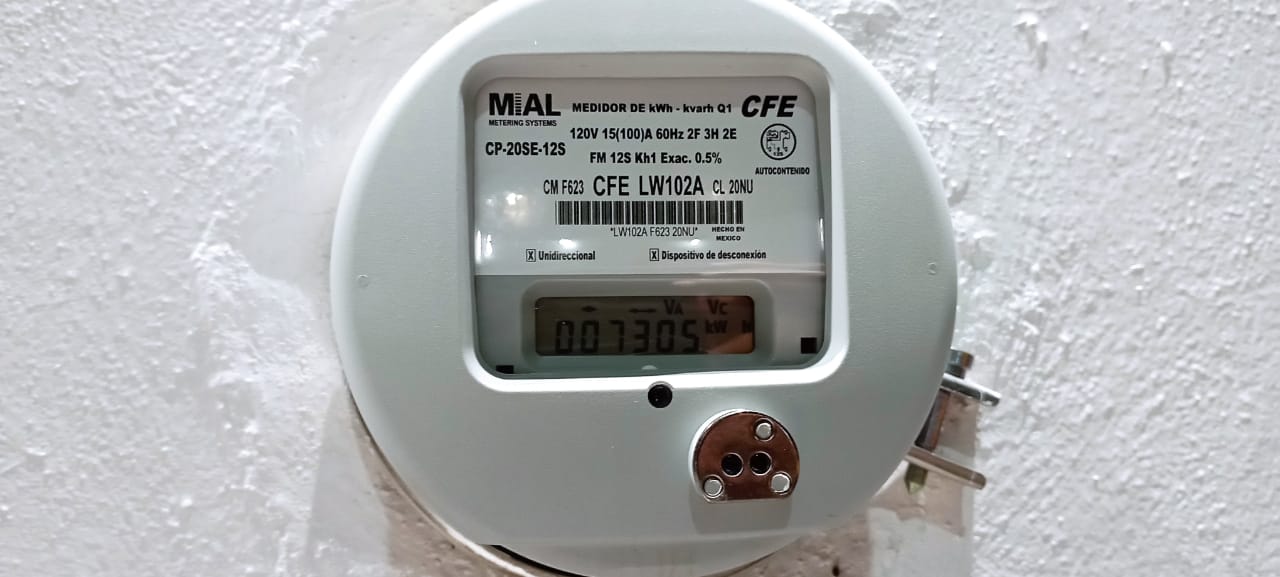 MIAL MEDIDOR DE kWh - kvarh Q1 CFE
METERING SYSTEMS
120V 15(100)A 60Hz 2F 3H 2E
CP-20SE-12S
FM 12S Kh1 Exac. 0.5%
AUTOCONTENIDO
CM F623 CFE LW102A CL 20NU
*LW102A F623 20NU* HECHO EN
MEXICO
X Unidireccional X Dispositivo de desconexión
VA VC
007305 kW h